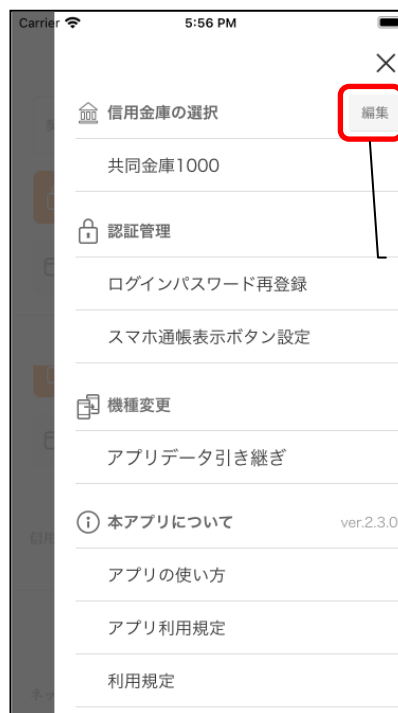 Carrier 5:56 PM
信用金庫の選択 編集
共同金庫1000
認証管理
ログインパスワード再登録
スマホ通帳表示ボタン設定
機種変更
アプリデータ引き継ぎ
本アプリについて ver.2.3.0
アプリの使い方
アプリ利用規定
利用規定